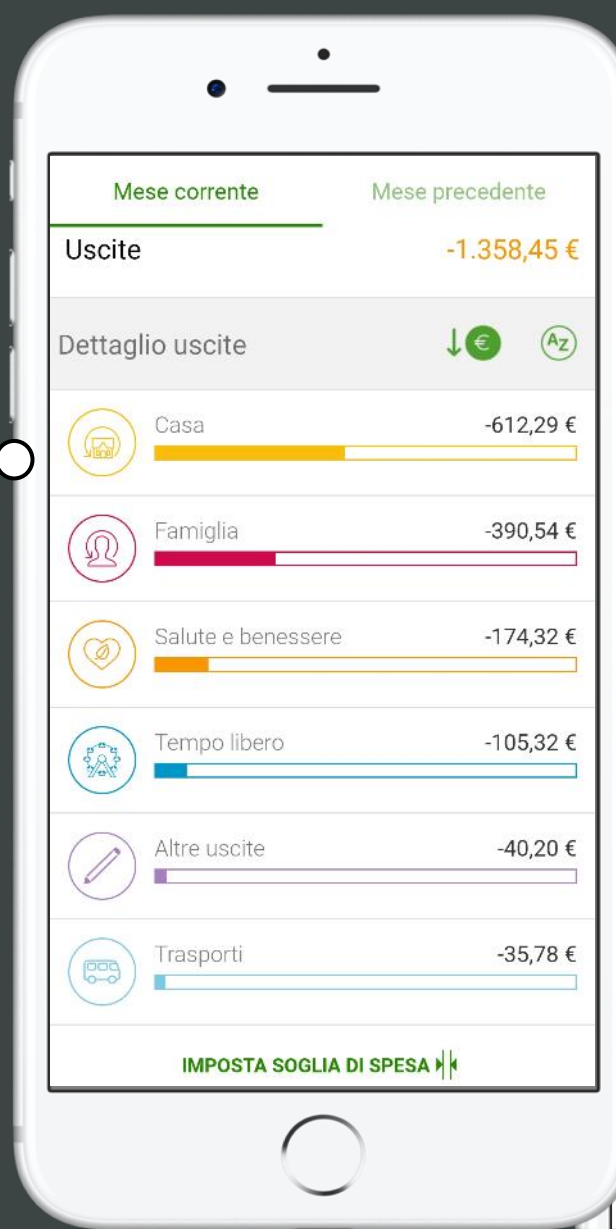 Mese corrente Mese precedente
Uscite -1.358,45 €
Dettaglio uscite € AZ
Casa -612,29 €
Famiglia -390,54 €
Salute e benessere -174,32 €
Tempo libero -105,32 €
Altre uscite -40,20 €
Trasporti -35,78 €
IMPOSTA SOGLIA DI SPESA